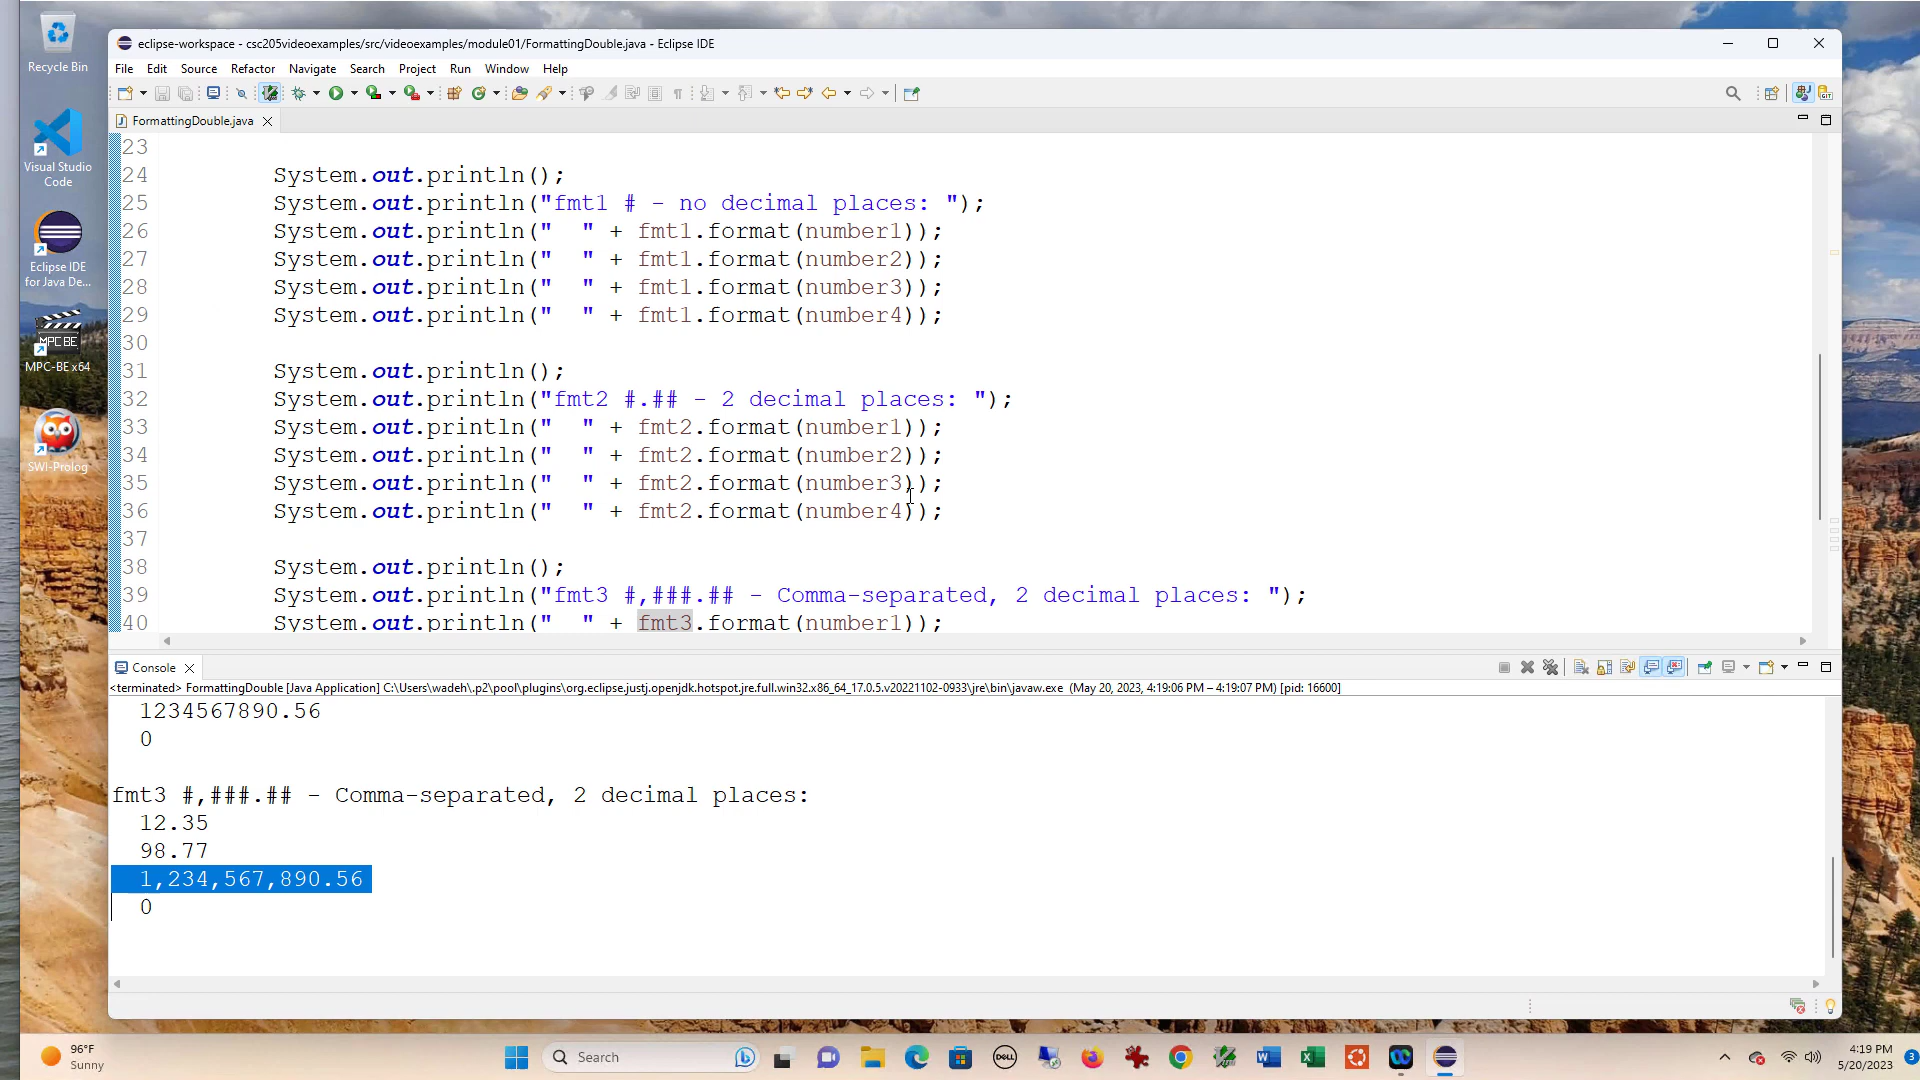 Recycle Bin
Visual Studio
Code
Eclipse IDE
for Java De...
MPC BE
MPC-BE x64
SWI-Prolog
eclipse-workspace - csc205videoexamples/src/videoexamples/module01/FormattingDouble.java - Eclipse IDE
File Edit Source Refactor Navigate Search Project Run Window Help
FormattingDouble.java
23
24 System.out.println();
25 System.out.println("fmt1 # - no decimal places: ");
26 System.out.println("  " + fmt1.format(number1));
27 System.out.println("  " + fmt1.format(number2));
28 System.out.println("  " + fmt1.format(number3));
29 System.out.println("  " + fmt1.format(number4));
30
31 System.out.println();
32 System.out.println("fmt2 #.## - 2 decimal places: ");
33 System.out.println("  " + fmt2.format(number1));
34 System.out.println("  " + fmt2.format(number2));
35 System.out.println("  " + fmt2.format(number3));
36 System.out.println("  " + fmt2.format(number4));
37
38 System.out.println();
39 System.out.println("fmt3 #,###.## - Comma-separated, 2 decimal places: ");
40 System.out.println("  " + fmt3.format(number1));
Console
<terminated> FormattingDouble [Java Application] C:\Users\wadeh\.p2\pool\plugins\org.eclipse.justj.openjdk.hotspot.jre.full.win32.x86_64_17.0.5.v20221102-0933\jre\bin\javaw.exe (May 20, 2023, 4:19:06 PM – 4:19:07 PM) [pid: 16600]
1234567890.56
0
fmt3 #,###.## - Comma-separated, 2 decimal places:
12.35
98.77
1,234,567,890.56
0
96°F
Sunny
Search
DELL
4:19 PM
5/20/2023
3